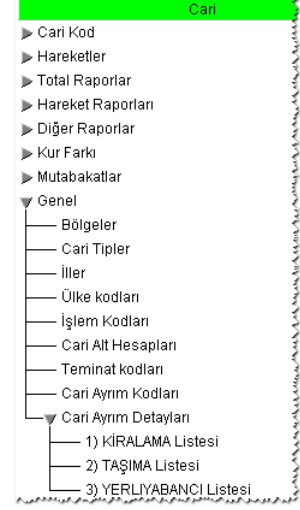 Cari
Cari Kod
Hareketler
Total Raporlar
Hareket Raporları
Diğer Raporlar
Kur Farkı
Mutabakatlar
Genel
Bölgeler
Cari Tipler
İller
Ülke kodları
İşlem Kodları
Cari Alt Hesapları
Teminat kodları
Cari Ayrım Kodları
Cari Ayrım Detayları
1) KİRALAMA Listesi
2) TAŞIMA Listesi
3) YERLIYABANCI Listesi